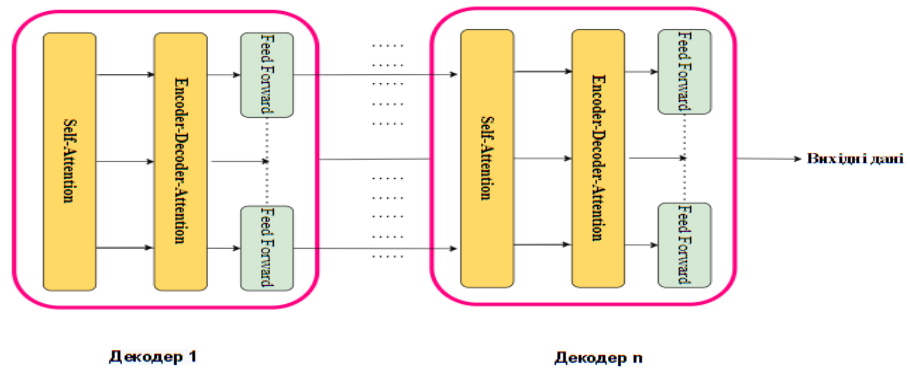 Self-Attention
Encoder-Decoder-Attention
Feed Forward
Feed Forward
Self-Attention
Encoder-Decoder-Attention
Feed Forward
Feed Forward
Вихідні дані
Декодер 1
Декодер n